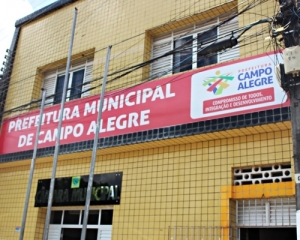 PREFEITURA MUNICIPAL
DE CAMPO ALEGRE
PREFEITURA
CAMPO
ALEGRE
COMPROMISSO DE TODOS,
INTEGRAÇÃO E DESENVOLVIMENTO